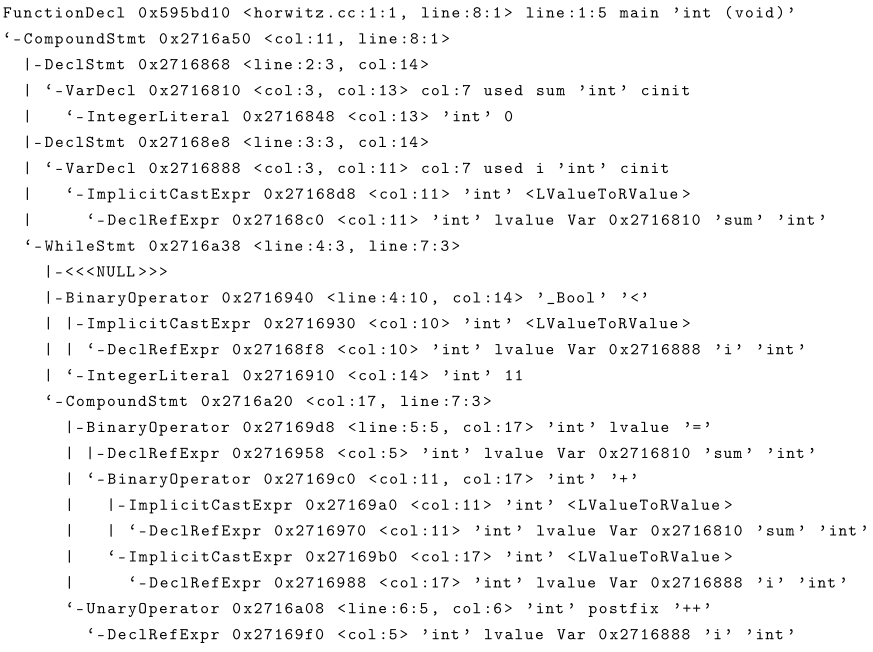 FunctionDecl 0x595bd10 <horwitz.cc:1:1, line:8:1> line:1:5 main ’int (void)’
‘-CompoundStmt 0x2716a50 <col:11, line:8:1>
  |-DeclStmt 0x2716868 <line:2:3, col:14>
  | ‘-VarDecl 0x2716810 <col:3, col:13> col:7 used sum ’int’ cinit
  |   ‘-IntegerLiteral 0x2716848 <col:13> ’int’ 0
  |-DeclStmt 0x27168e8 <line:3:3, col:14>
  | ‘-VarDecl 0x2716888 <col:3, col:11> col:7 used i ’int’ cinit
  |   ‘-ImplicitCastExpr 0x27168d8 <col:11> ’int’ <LValueToRValue>
  |     ‘-DeclRefExpr 0x27168c0 <col:11> ’int’ lvalue Var 0x2716810 ’sum’ ’int’
  ‘-WhileStmt 0x2716a38 <line:4:3, line:7:3>
    |-<<<NULL>>>
    |-BinaryOperator 0x2716940 <line:4:10, col:14> ’_Bool’ ’<’
    | |-ImplicitCastExpr 0x2716930 <col:10> ’int’ <LValueToRValue>
    | | ‘-DeclRefExpr 0x27168f8 <col:10> ’int’ lvalue Var 0x2716888 ’i’ ’int’
    | ‘-IntegerLiteral 0x2716910 <col:14> ’int’ 11
    ‘-CompoundStmt 0x2716a20 <col:17, line:7:3>
      |-BinaryOperator 0x27169d8 <line:5:5, col:17> ’int’ lvalue ’=’
      | |-DeclRefExpr 0x2716958 <col:5> ’int’ lvalue Var 0x2716810 ’sum’ ’int’
      | ‘-BinaryOperator 0x27169c0 <col:11, col:17> ’int’ ’+’
      |   |-ImplicitCastExpr 0x27169a0 <col:11> ’int’ <LValueToRValue>
      |   | ‘-DeclRefExpr 0x2716970 <col:11> ’int’ lvalue Var 0x2716810 ’sum’ ’int’
      |   ‘-ImplicitCastExpr 0x27169b0 <col:17> ’int’ <LValueToRValue>
      |     ‘-DeclRefExpr 0x2716988 <col:17> ’int’ lvalue Var 0x2716888 ’i’ ’int’
      ‘-UnaryOperator 0x2716a08 <line:6:5, col:6> ’int’ postfix ’++’
        ‘-DeclRefExpr 0x27169f0 <col:5> ’int’ lvalue Var 0x2716888 ’i’ ’int’